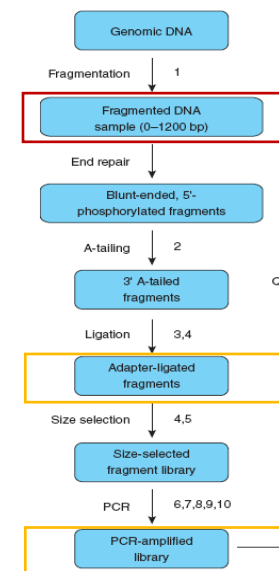 Genomic DNA
Fragmentation 1
Fragmented DNA
sample (0–1200 bp)
End repair
Blunt-ended, 5'-
phosphorylated fragments
A-tailing 2
3' A-tailed
fragments
Q
Ligation 3,4
Adapter-ligated
fragments
Size selection 4,5
Size-selected
fragment library
PCR 6,7,8,9,10
PCR-amplified
library